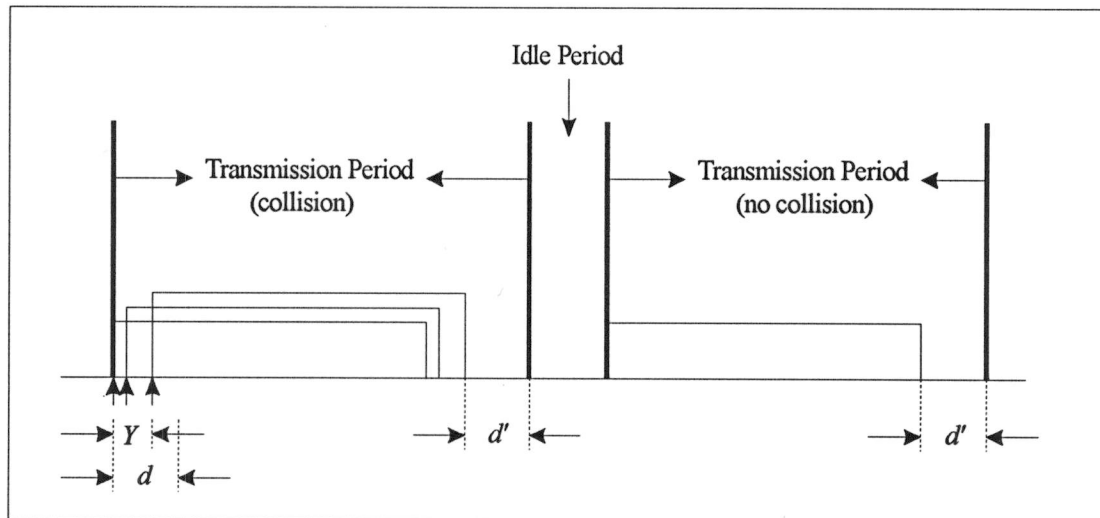 Idle Period
Transmission Period
(collision)
Transmission Period
(no collision)
Y
d′
d′
d